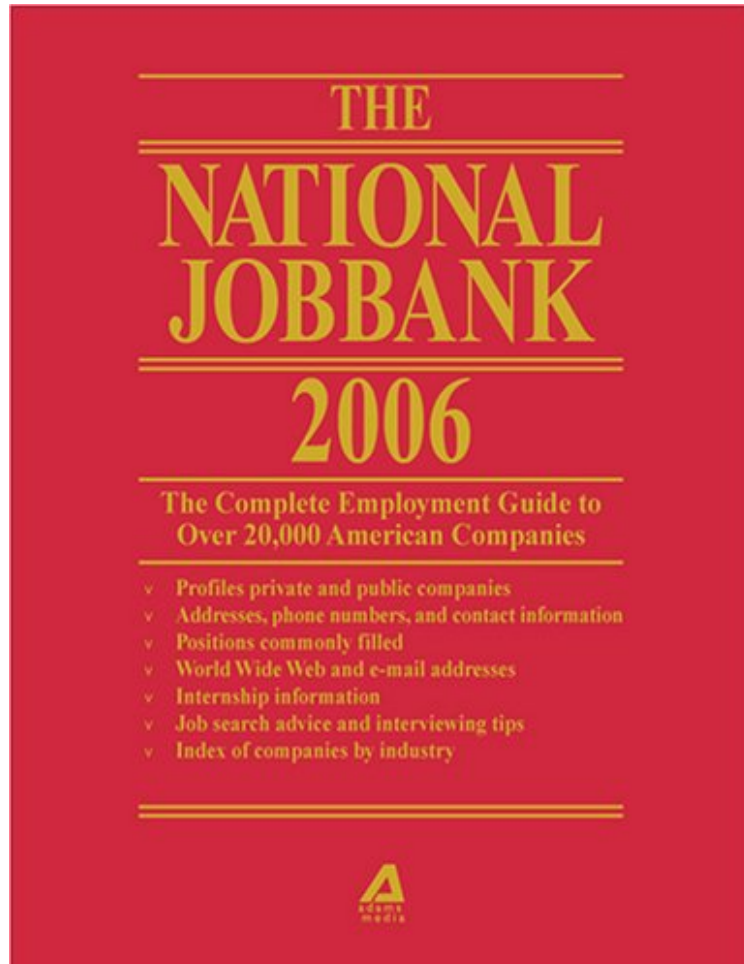 THE
NATIONAL
JOBBANK
2006
The Complete Employment Guide to
Over 20,000 American Companies
v Profiles private and public companies
v Addresses, phone numbers, and contact information
v Positions commonly filled
v World Wide Web and e-mail addresses
v Internship information
v Job search advice and interviewing tips
v Index of companies by industry
adams
media